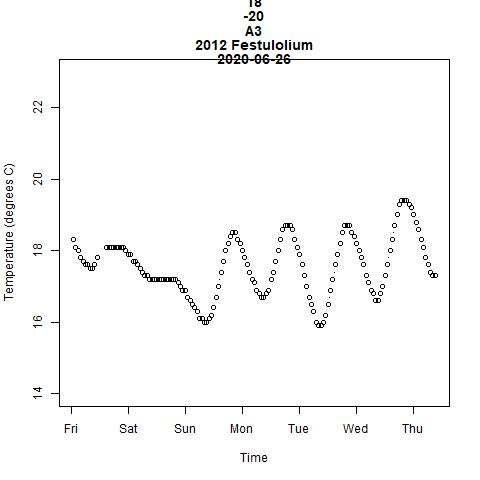 18
-20
A3
2012 Festulolium
2020-06-26
Temperature (degrees C)
22
20
18
16
14
Fri Sat Sun Mon Tue Wed Thu
Time